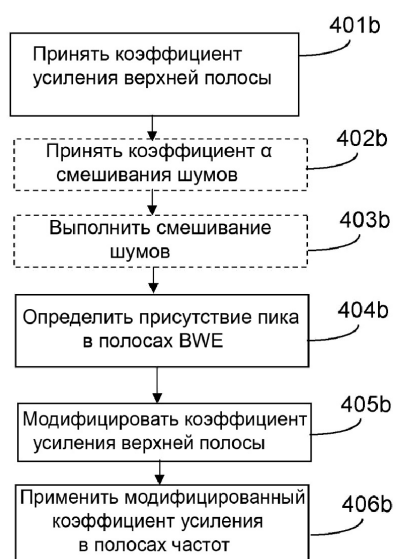 401b
Принять коэффициент
усиления верхней полосы
402b
Принять коэффициент α
смешивания шумов
403b
Выполнить смешивание
шумов
404b
Определить присутствие пика
в полосах BWE
405b
Модифицировать коэффициент
усиления верхней полосы
406b
Применить модифицированный
коэффициент усиления
в полосах частот